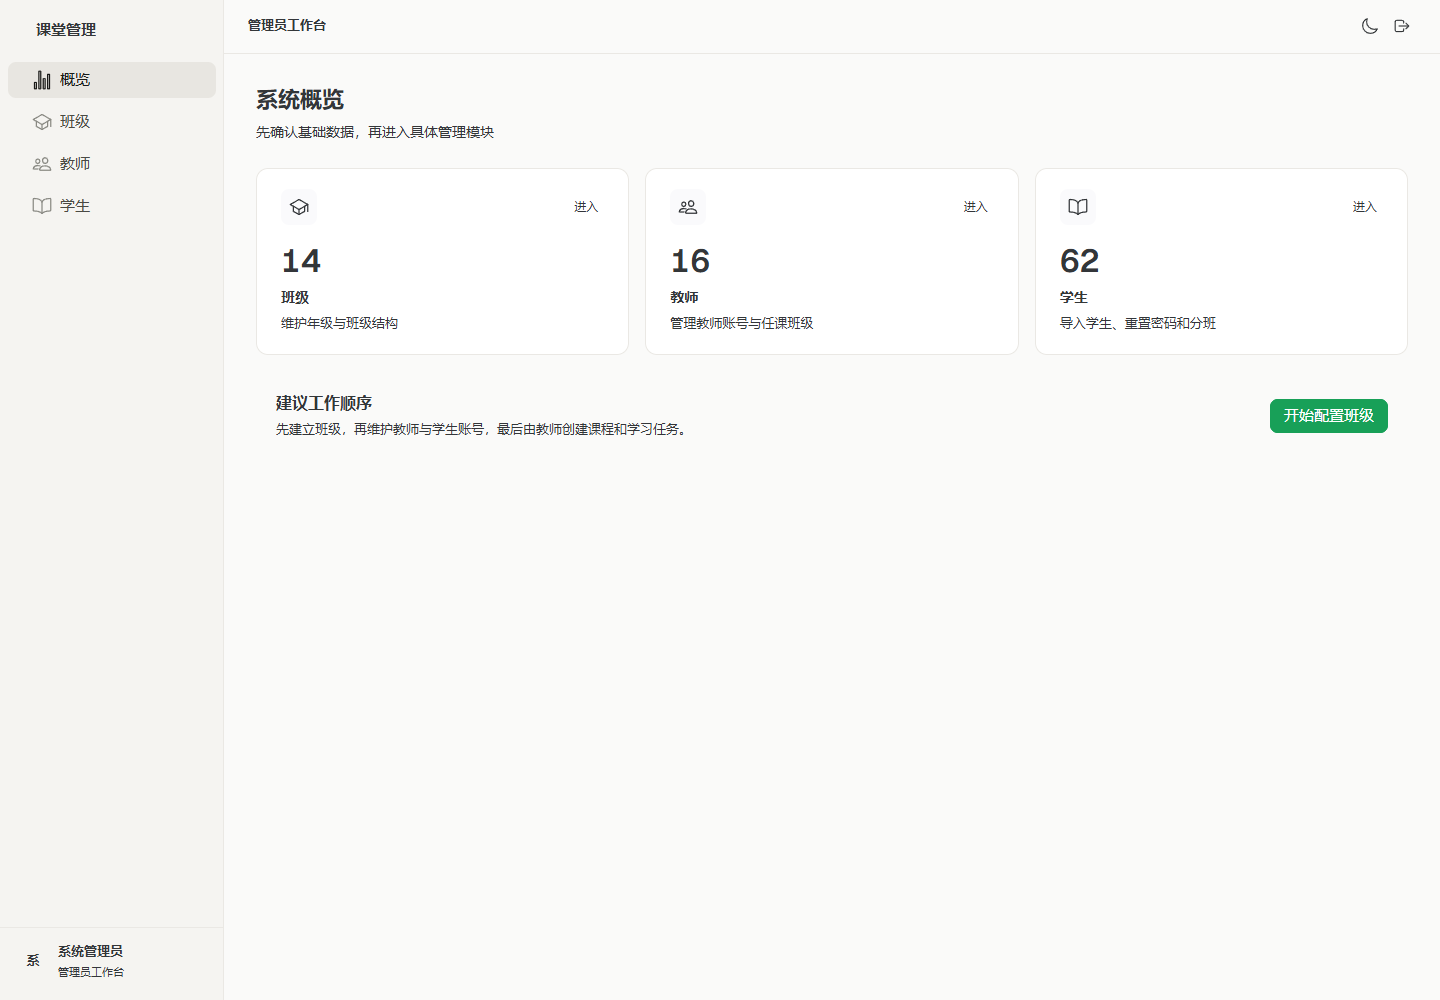 课堂管理
概览
班级
教师
学生
系
系统管理员
管理员工作台
管理员工作台
系统概览
先确认基础数据，再进入具体管理模块
进入
14
班级
维护年级与班级结构
进入
16
教师
管理教师账号与任课班级
进入
62
学生
导入学生、重置密码和分班
建议工作顺序
先建立班级，再维护教师与学生账号，最后由教师创建课程和学习任务。
开始配置班级